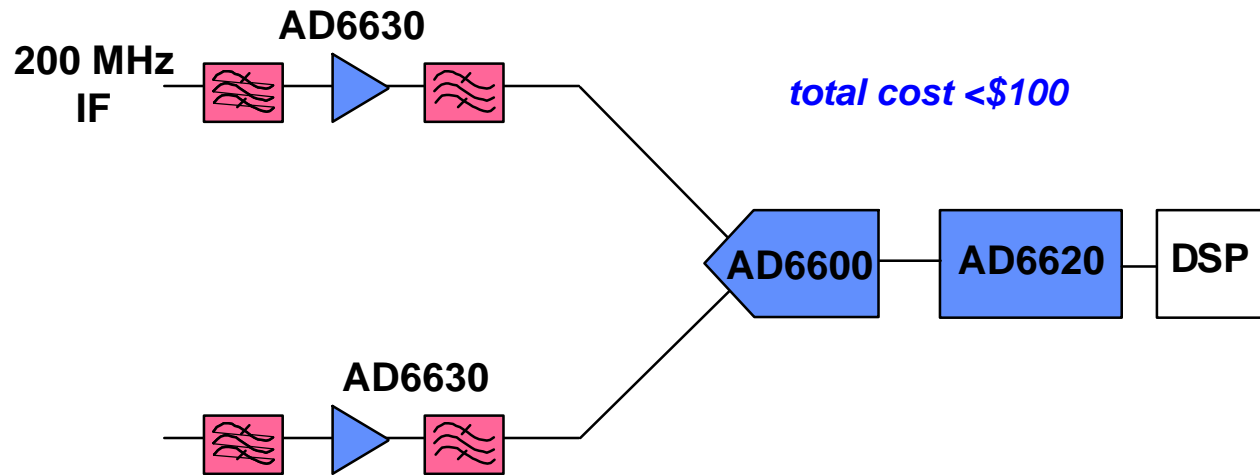 AD6630
200 MHz
IF
total cost <$100
AD6600
AD6620
DSP
AD6630